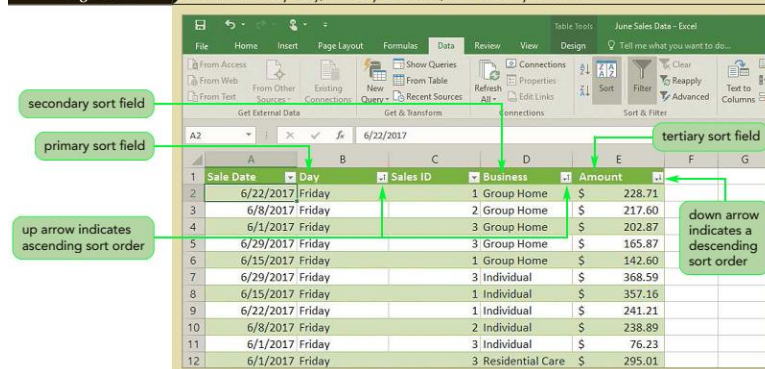 Table Tools June Sales Data - Excel
File Home Insert Page Layout Formulas Data Review View Design Tell me what you want to do...
From Access
From Web
From Text
From Other Sources
Existing Connections
New Query
Show Queries
From Table
Recent Sources
Refresh All
Connections
Properties
Edit Links
Sort
Filter
Clear
Reapply
Advanced
Text to Columns
Get External Data Get & Transform Connections Sort & Filter
secondary sort field
primary sort field
tertiary sort field
A2 fx 6/22/2017
A B C D E F G
1 Sale Date Day Sales ID Business Amount
2 6/22/2017 Friday 1 Group Home $ 228.71
3 6/8/2017 Friday 2 Group Home $ 217.60
4 6/1/2017 Friday 3 Group Home $ 202.87
5 6/29/2017 Friday 3 Group Home $ 165.87
6 6/15/2017 Friday 1 Group Home $ 142.60
7 6/29/2017 Friday 3 Individual $ 368.59
8 6/15/2017 Friday 1 Individual $ 357.16
9 6/22/2017 Friday 1 Individual $ 241.21
10 6/8/2017 Friday 2 Individual $ 238.89
11 6/1/2017 Friday 3 Individual $ 76.23
12 6/1/2017 Friday 3 Residential Care $ 295.01
up arrow indicates
ascending sort order
down arrow
indicates a
descending
sort order